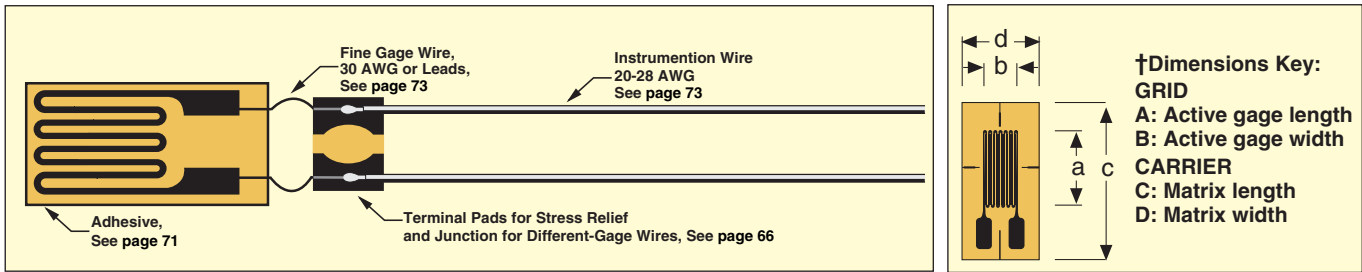 Fine Gage Wire,
30 AWG or Leads,
See page 73
Instrumention Wire
20-28 AWG
See page 73
Adhesive,
See page 71
Terminal Pads for Stress Relief
and Junction for Different-Gage Wires, See page 66
d
b
a
c
†Dimensions Key:
GRID
A: Active gage length
B: Active gage width
CARRIER
C: Matrix length
D: Matrix width